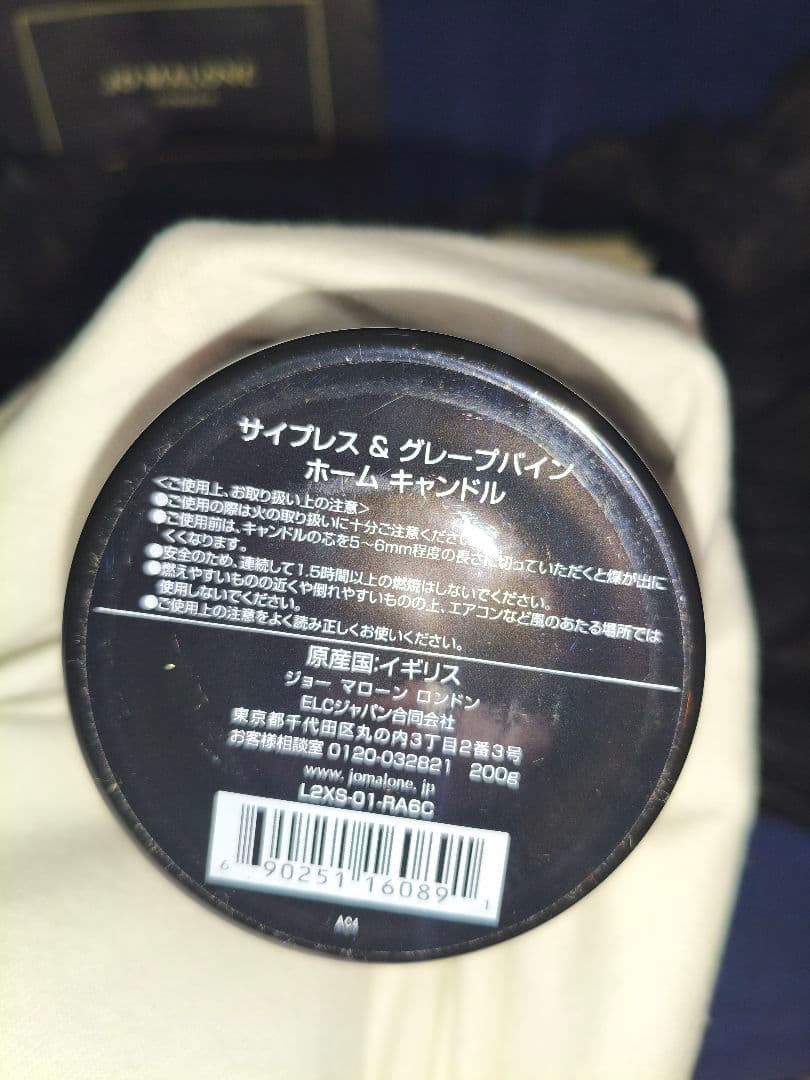 JO MALONE
サイプレス & グレープバイン
ホーム キャンドル
<ご使用上、お取り扱い上の注意>
●ご使用の際は火の取り扱いに十分ご注意ください。
●ご使用前は、キャンドルの芯を5～6mm程度の長さに切っていただくと煤が出に
くくなります。
●安全のため、連続して1.5時間以上の燃焼はしないでください。
●燃えやすいものの近くや倒れやすいものの上、エアコンなど風のあたる場所では
使用しないでください。
●ご使用上の注意をよく読み正しくお使いください。
原産国:イギリス
ジョー マローン ロンドン
ELCジャパン合同会社
東京都千代田区丸の内3丁目2番3号
お客様相談室 0120-032821 200g
www.jomalone.jp
L2XS-01-RA6C
6 90251 16089 1
AC4